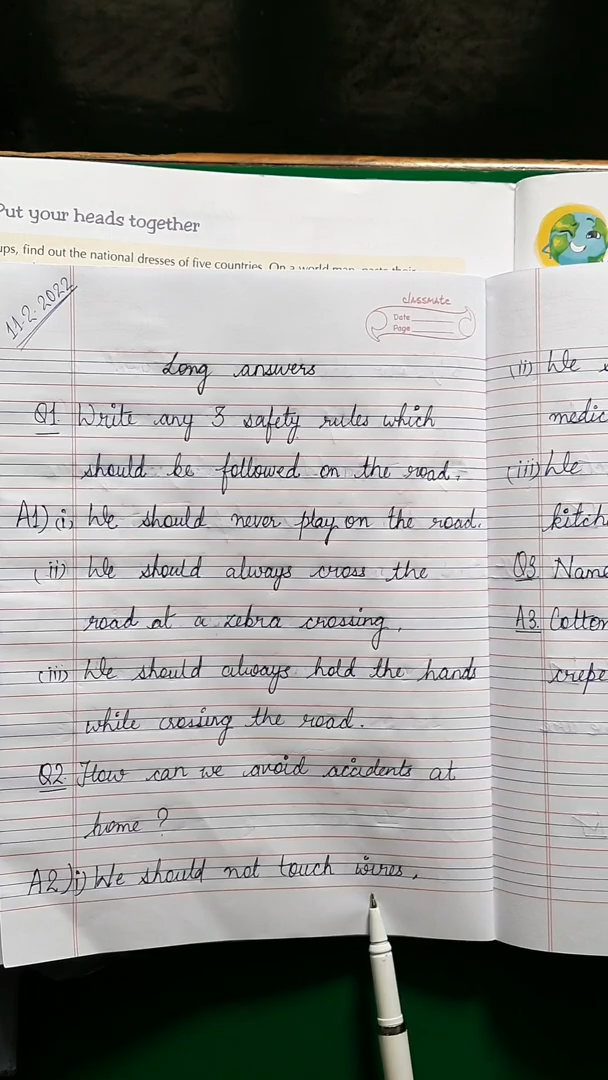 Put your heads together
ups, find out the national dresses of five countries. On a world map, paste their
11.2.2022
classmate
Date
Page
Long answers
Q1 Write any 3 safety rules which
should be followed on the road.
A1) (i) We should never play on the road.
(ii) We should always cross the
road at a zebra crossing.
(iii) We should always hold the hands
while crossing the road.
Q2 How can we avoid accidents at
home ?
A2) i) We should not touch wires.
(ii) We
medic
(iii) We
kitch
Q3 Name
A3. Cotton
crepe